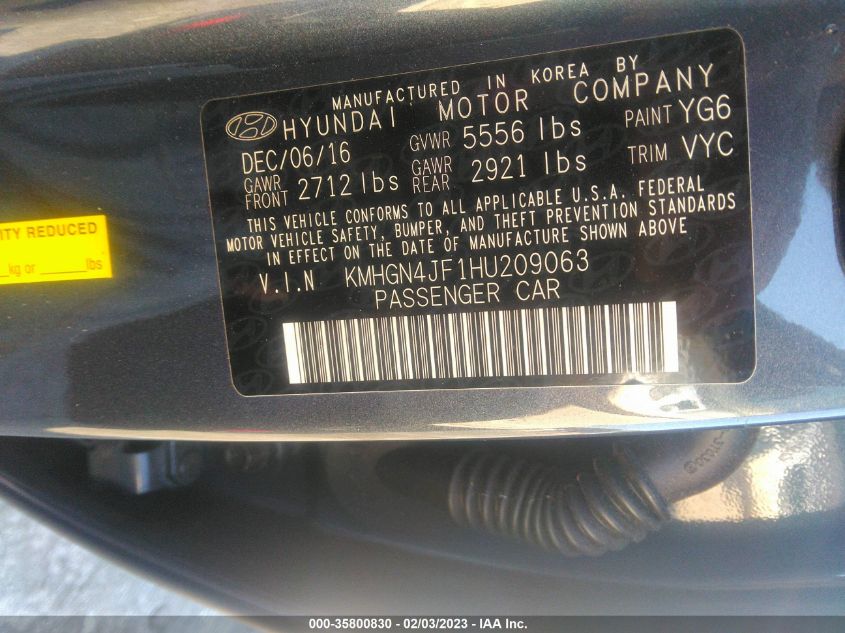 MANUFACTURED IN KOREA BY
HYUNDAI MOTOR COMPANY
DEC/06/16 GVWR 5556 lbs PAINT YG6
GAWR FRONT 2712 lbs GAWR REAR 2921 lbs TRIM VYC
THIS VEHICLE CONFORMS TO ALL APPLICABLE U.S.A. FEDERAL
MOTOR VEHICLE SAFETY, BUMPER, AND THEFT PREVENTION STANDARDS
IN EFFECT ON THE DATE OF MANUFACTURE SHOWN ABOVE
V.I.N KMHGN4JF1HU209063
PASSENGER CAR
ITY REDUCED
kg or lbs
000-35800830 - 02/03/2023 - IAA Inc.